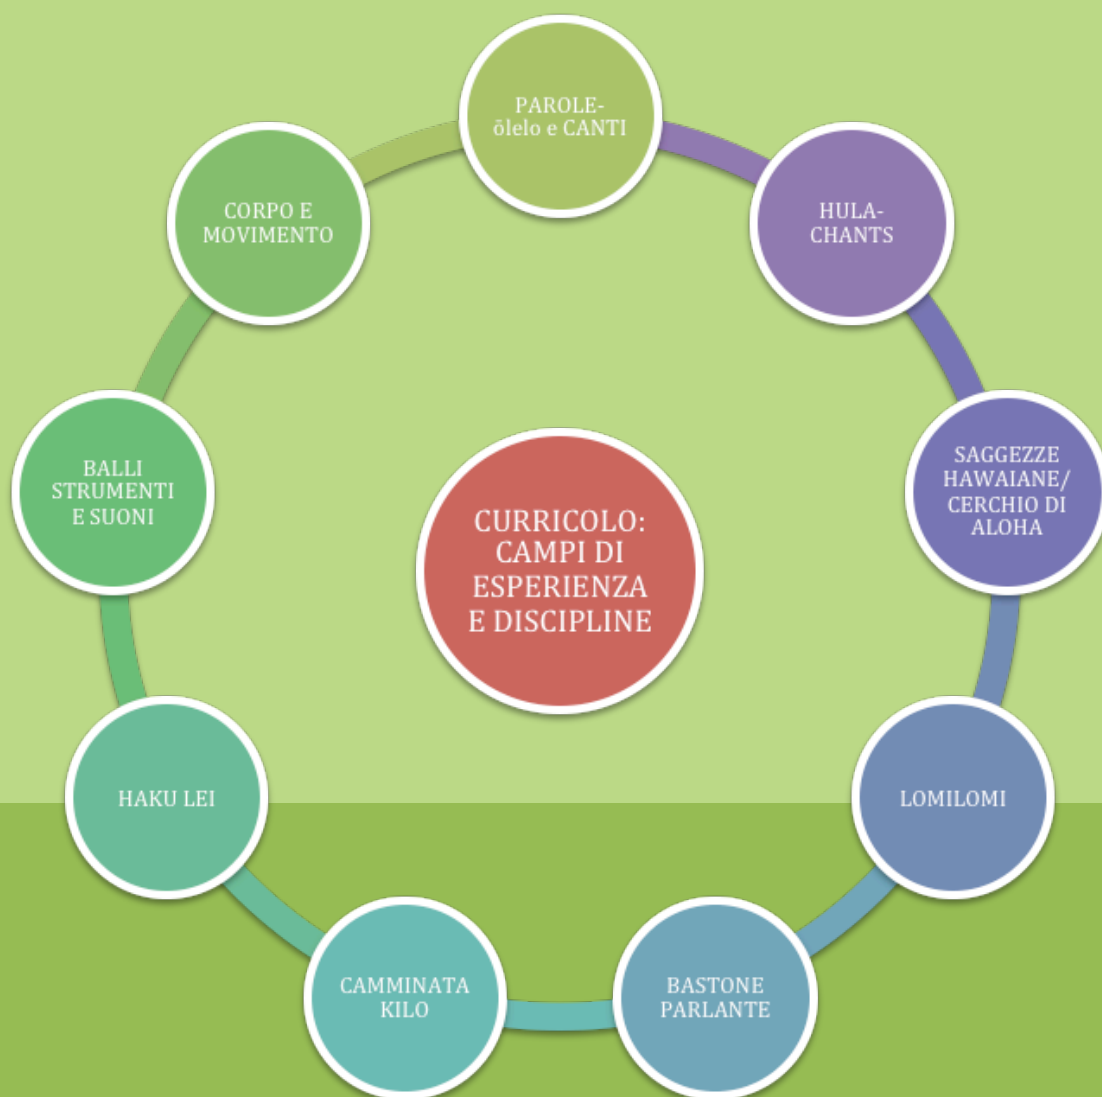 PAROLE-
ōlelo e CANTI
HULA-
CHANTS
SAGGEZZE
HAWAIANE/
CERCHIO DI
ALOHA
LOMILOMI
BASTONE
PARLANTE
CAMMINATA
KILO
HAKU LEI
BALLI
STRUMENTI
E SUONI
CORPO E
MOVIMENTO
CURRICOLO:
CAMPI DI
ESPERIENZA
E DISCIPLINE